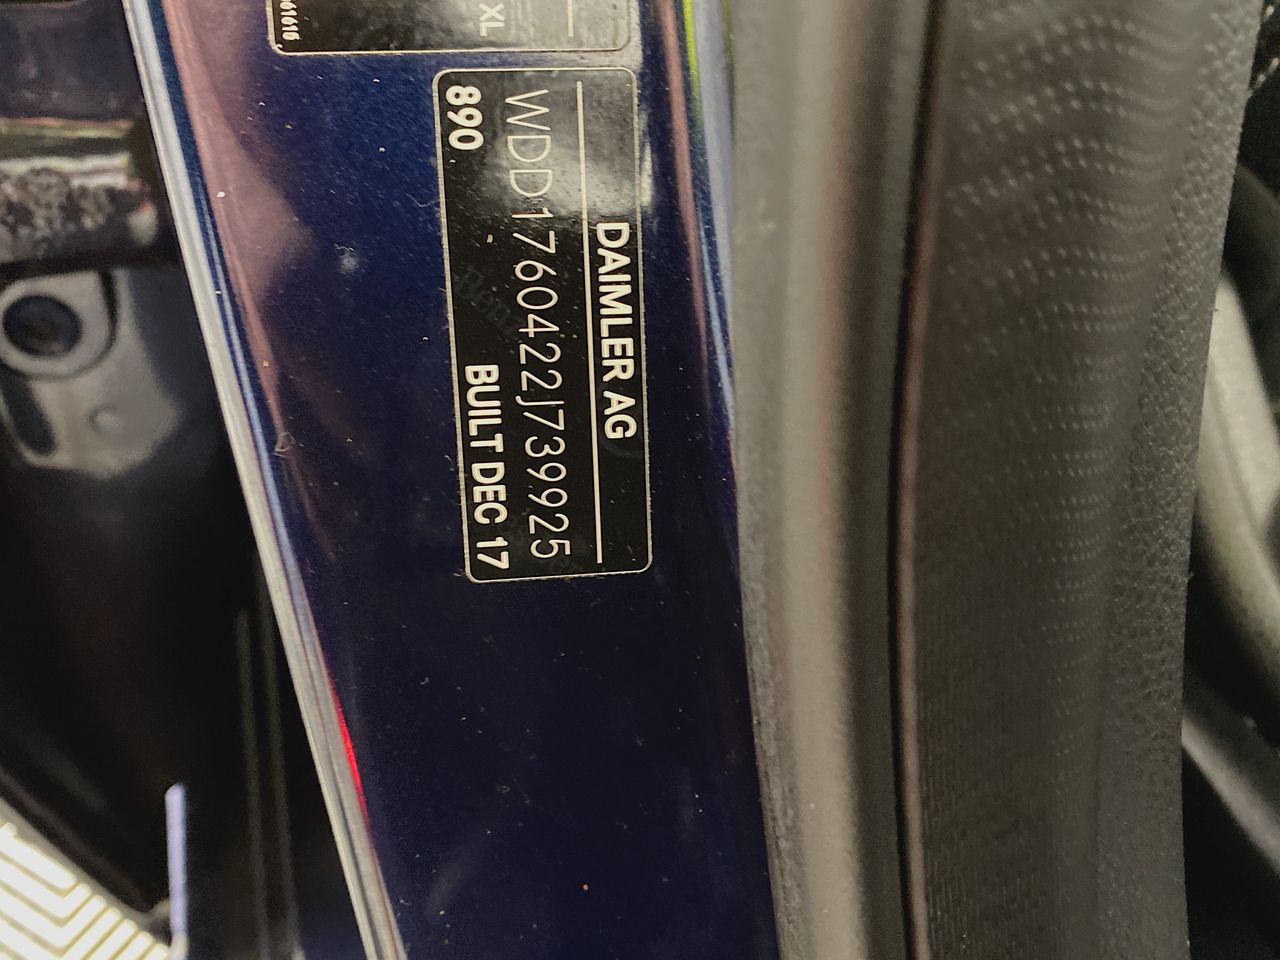 XL
DAIMLER AG
WDD1760422J739925
890 BUILT DEC 17